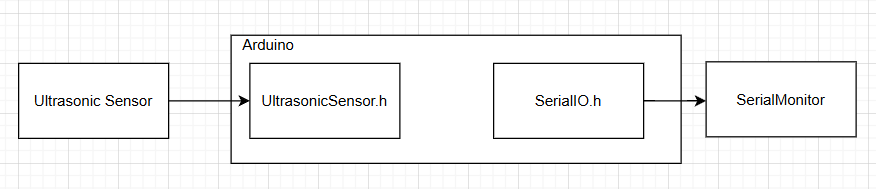 Arduino
Ultrasonic Sensor
UltrasonicSensor.h
SerialIO.h
SerialMonitor